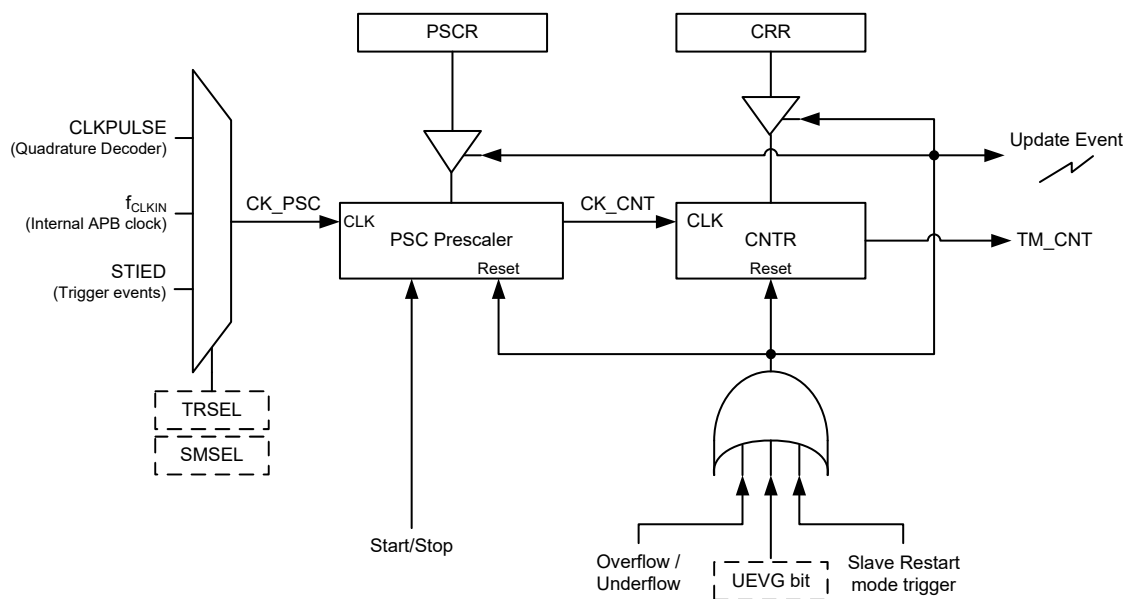 PSCR
CRR
CLKPULSE
(Quadrature Decoder)
Update Event
fCLKIN
(Internal APB clock)
CK_PSC
CLK
PSC Prescaler
Reset
CK_CNT
CLK
CNTR
Reset
TM_CNT
STIED
(Trigger events)
TRSEL
SMSEL
Start/Stop
Overflow /
Underflow
UEVG bit
Slave Restart
mode trigger